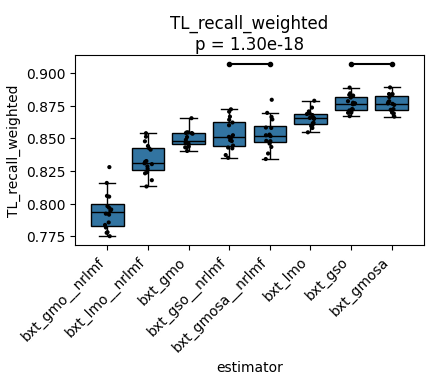 TL_recall_weighted
p = 1.30e-18
TL_recall_weighted
0.900
0.875
0.850
0.825
0.800
0.775
bxt_gmo__nrlmf
bxt_lmo__nrlmf
bxt_gmo
bxt_gso__nrlmf
bxt_gmosa__nrlmf
bxt_lmo
bxt_gso
bxt_gmosa
estimator